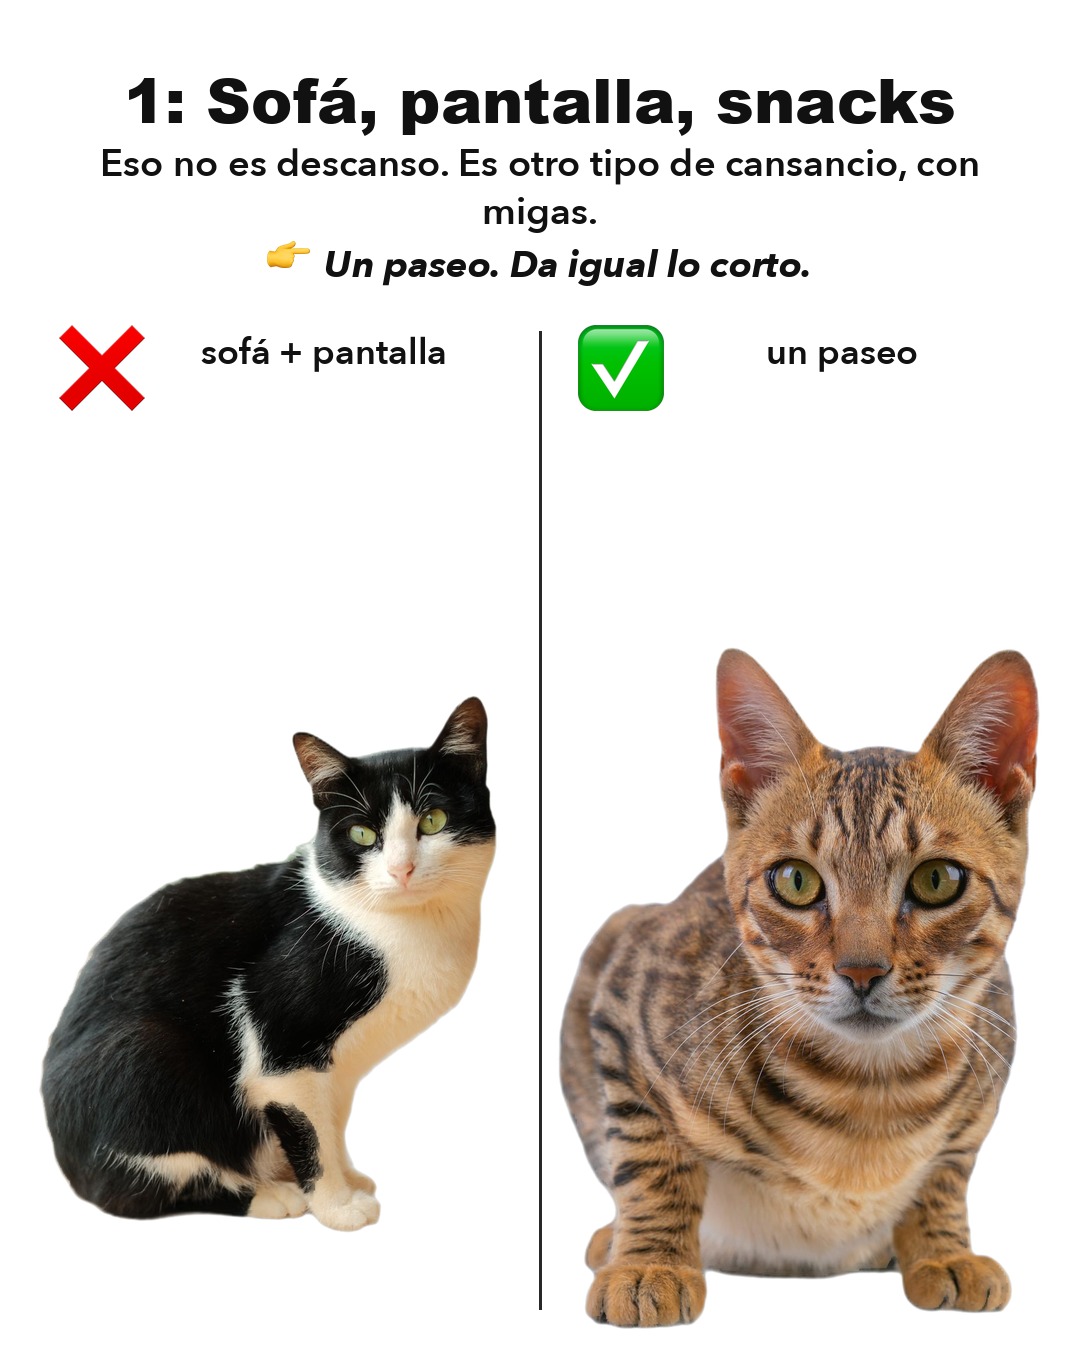 1: Sofá, pantalla, snacks
Eso no es descanso. Es otro tipo de cansancio, con
migas.
👉 Un paseo. Da igual lo corto.
❌ sofá + pantalla
✅ un paseo